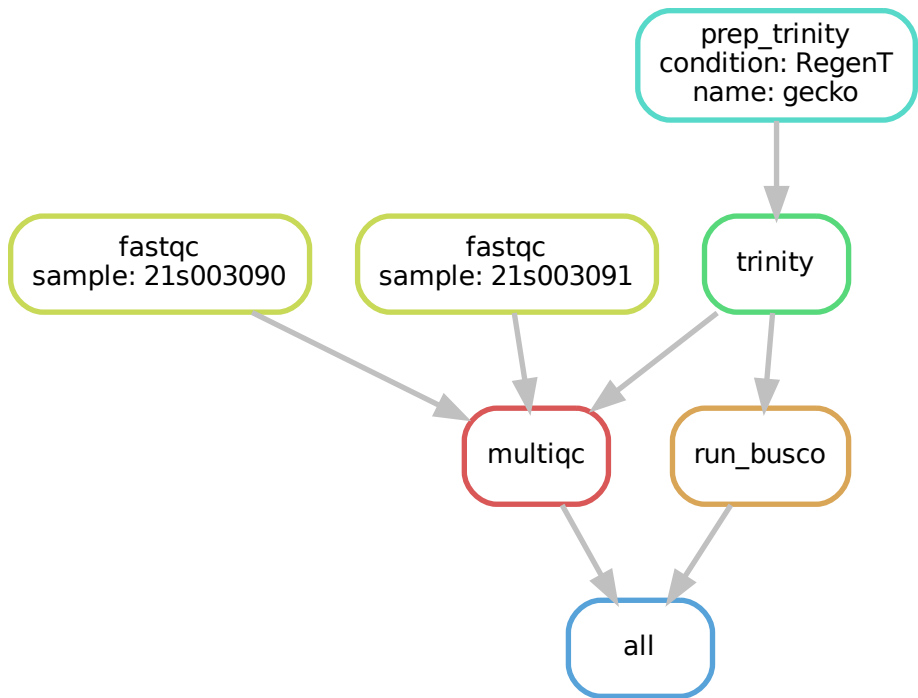 prep_trinity
condition: RegenT
name: gecko
fastqc
sample: 21s003090
fastqc
sample: 21s003091
trinity
multiqc
run_busco
all